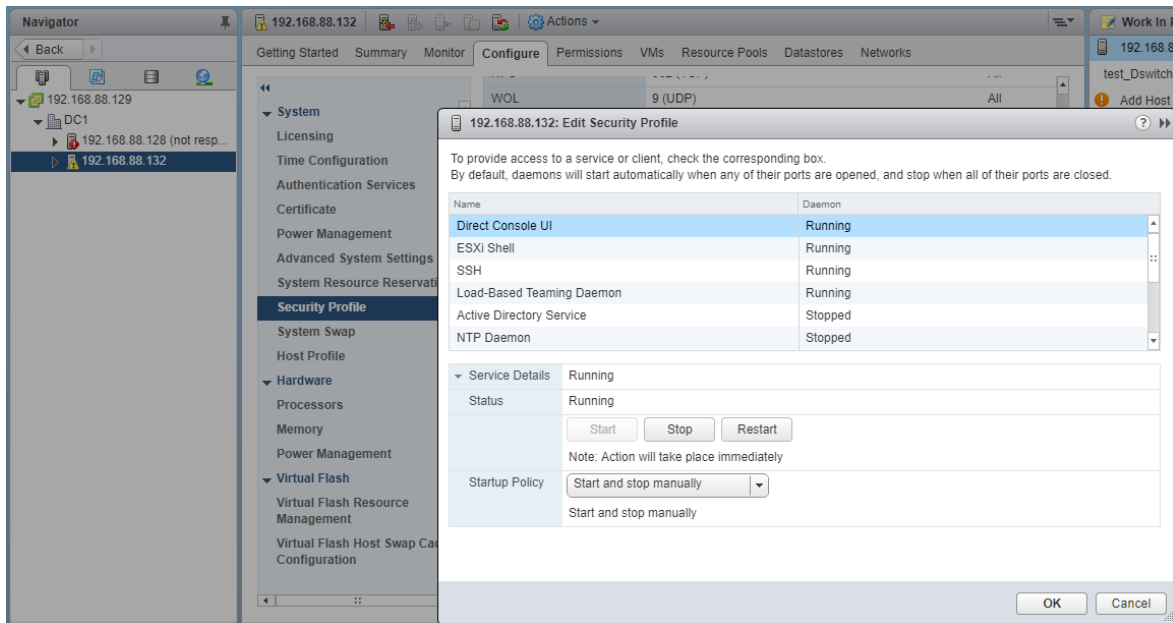 Navigator
Back
192.168.88.129
DC1
192.168.88.128 (not resp...
192.168.88.132
192.168.88.132
Actions
Getting Started Summary Monitor Configure Permissions VMs Resource Pools Datastores Networks
System
Licensing
Time Configuration
Authentication Services
Certificate
Power Management
Advanced System Settings
System Resource Reservati
Security Profile
System Swap
Host Profile
Hardware
Processors
Memory
Power Management
Virtual Flash
Virtual Flash Resource
Management
Virtual Flash Host Swap Cac
Configuration
WOL 9 (UDP) All
192.168.88.132: Edit Security Profile
To provide access to a service or client, check the corresponding box.
By default, daemons will start automatically when any of their ports are opened, and stop when all of their ports are closed.
Name Daemon
Direct Console UI Running
ESXi Shell Running
SSH Running
Load-Based Teaming Daemon Running
Active Directory Service Stopped
NTP Daemon Stopped
Service Details Running
Status Running
Start Stop Restart
Note: Action will take place immediately
Startup Policy Start and stop manually
Start and stop manually
OK Cancel
Work In P
192.168.8
test_Dswitch
Add Host